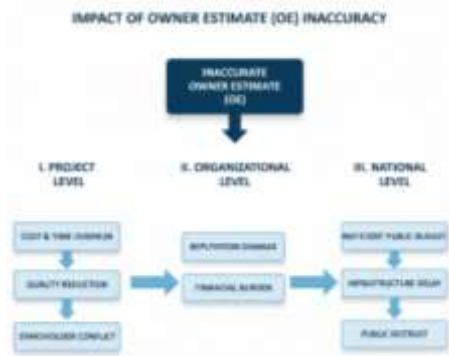 IMPACT OF OWNER ESTIMATE (OE) INACCURACY
INACCURATE
OWNER ESTIMATE
(OE)
I. PROJECT
LEVEL
II. ORGANIZATIONAL
LEVEL
III. NATIONAL
LEVEL
COST & TIME OVERRUN
QUALITY REDUCTION
STAKEHOLDER CONFLICT
REPUTATION DAMAGE
FINANCIAL BURDEN
INEFFICIENT PUBLIC BUDGET
INFRASTRUCTURE DELAY
PUBLIC DISTRUST